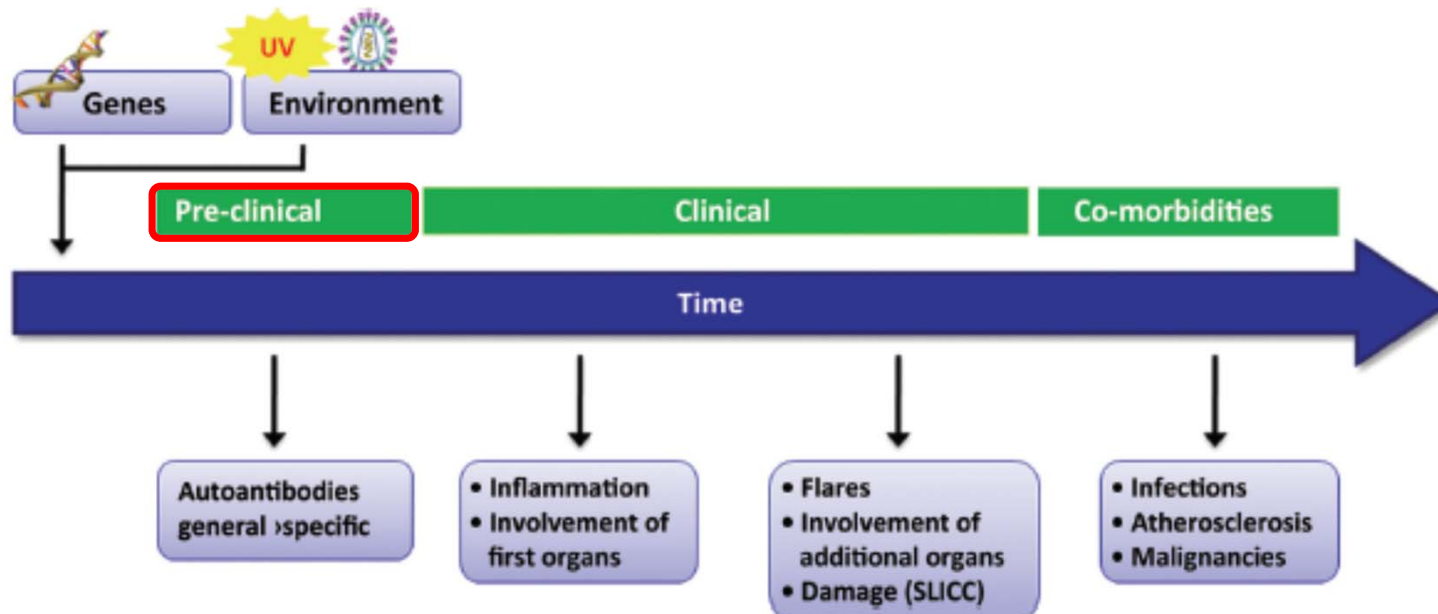 UV
Genes
Environment
Pre-clinical
Clinical
Co-morbidities
Time
Autoantibodies
general ›specific
• Inflammation
• Involvement of
first organs
• Flares
• Involvement of
additional organs
• Damage (SLICC)
• Infections
• Atherosclerosis
• Malignancies